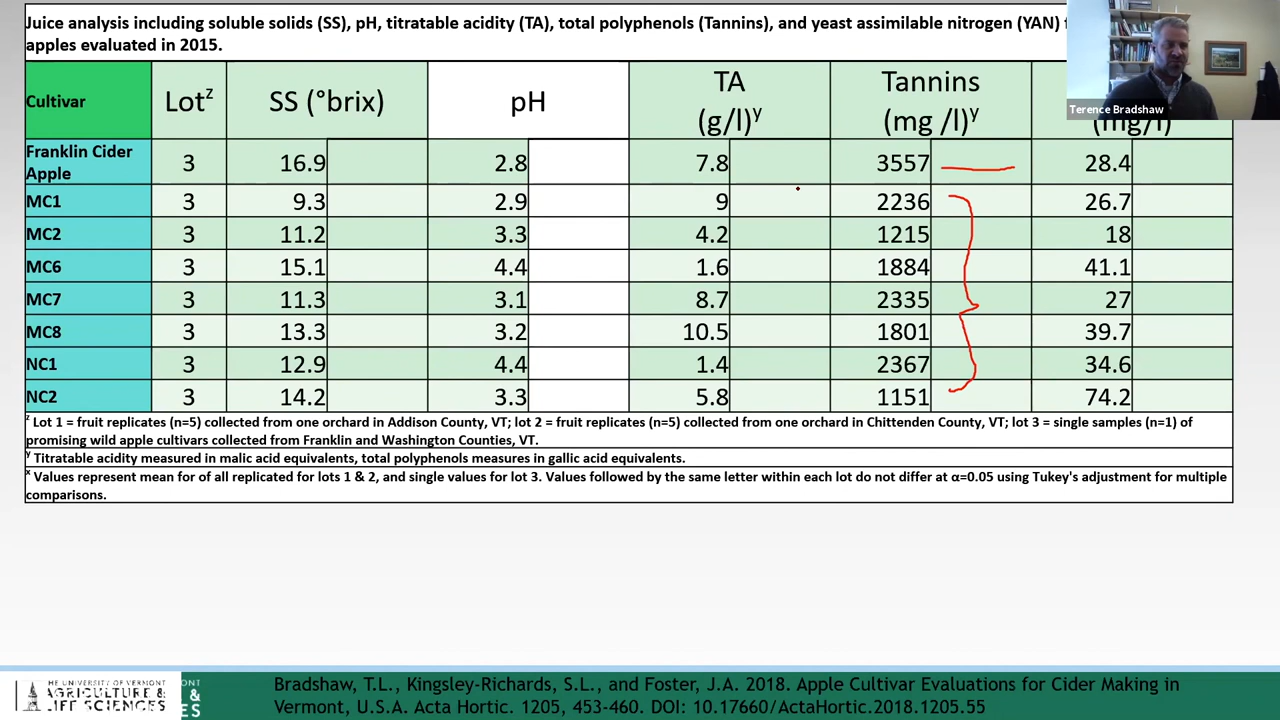 Juice analysis including soluble solids (SS), pH, titratable acidity (TA), total polyphenols (Tannins), and yeast assimilable nitrogen (YAN)
apples evaluated in 2015.
Terence Bradshaw
Cultivar Lotᶻ SS (°brix) pH TA (g/l)ʸ Tannins (mg /l)ʸ (mg/l)
Franklin Cider Apple 3 16.9 2.8 7.8 3557 28.4
MC1 3 9.3 2.9 9 2236 26.7
MC2 3 11.2 3.3 4.2 1215 18
MC6 3 15.1 4.4 1.6 1884 41.1
MC7 3 11.3 3.1 8.7 2335 27
MC8 3 13.3 3.2 10.5 1801 39.7
NC1 3 12.9 4.4 1.4 2367 34.6
NC2 3 14.2 3.3 5.8 1151 74.2
ᶻ Lot 1 = fruit replicates (n=5) collected from one orchard in Addison County, VT; lot 2 = fruit replicates (n=5) collected from one orchard in Chittenden County, VT; lot 3 = single samples (n=1) of
promising wild apple cultivars collected from Franklin and Washington Counties, VT.
ʸ Titratable acidity measured in malic acid equivalents, total polyphenols measures in gallic acid equivalents.
ˣ Values represent mean for of all replicated for lots 1 & 2, and single values for lot 3. Values followed by the same letter within each lot do not differ at α=0.05 using Tukey's adjustment for multiple
comparisons.
HE UNIVERSITY OF VERMONT
AGRICULTURE &
LIFE SCIENCES
Bradshaw, T.L., Kingsley-Richards, S.L., and Foster, J.A. 2018. Apple Cultivar Evaluations for Cider Making in
Vermont, U.S.A. Acta Hortic. 1205, 453-460. DOI: 10.17660/ActaHortic.2018.1205.55